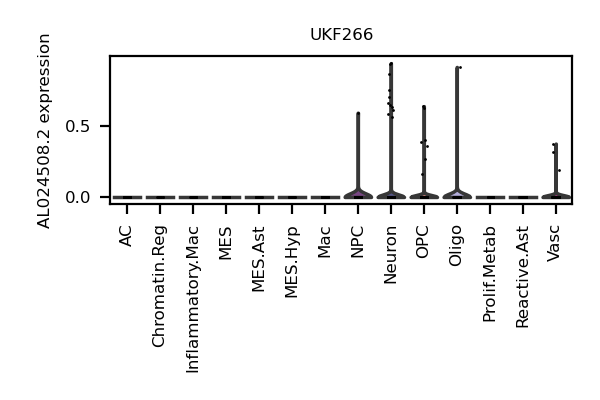 UKF266
AL024508.2 expression
0.5
0.0
AC
Chromatin.Reg
Inflammatory.Mac
MES
MES.Ast
MES.Hyp
Mac
NPC
Neuron
OPC
Oligo
Prolif.Metab
Reactive.Ast
Vasc